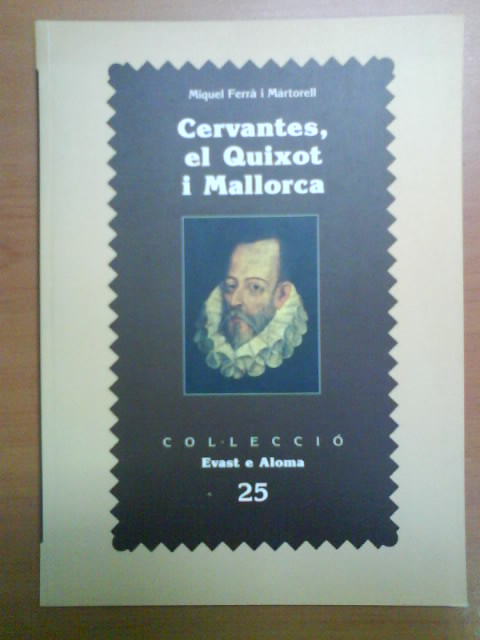 Miquel Ferrà i Martorell
Cervantes,
el Quixot
i Mallorca
COL·LECCIÓ
Evast e Aloma
25